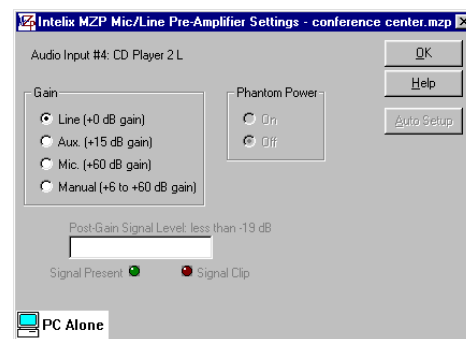 Intelix MZP Mic/Line Pre-Amplifier Settings - conference center.mzp
Audio Input #4: CD Player 2 L
OK
Help
Auto Setup
Gain
Line (+0 dB gain)
Aux. (+15 dB gain)
Mic. (+60 dB gain)
Manual (+6 to +60 dB gain)
Phantom Power
On
Off
Post-Gain Signal Level: less than -19 dB
Signal Present
Signal Clip
PC Alone